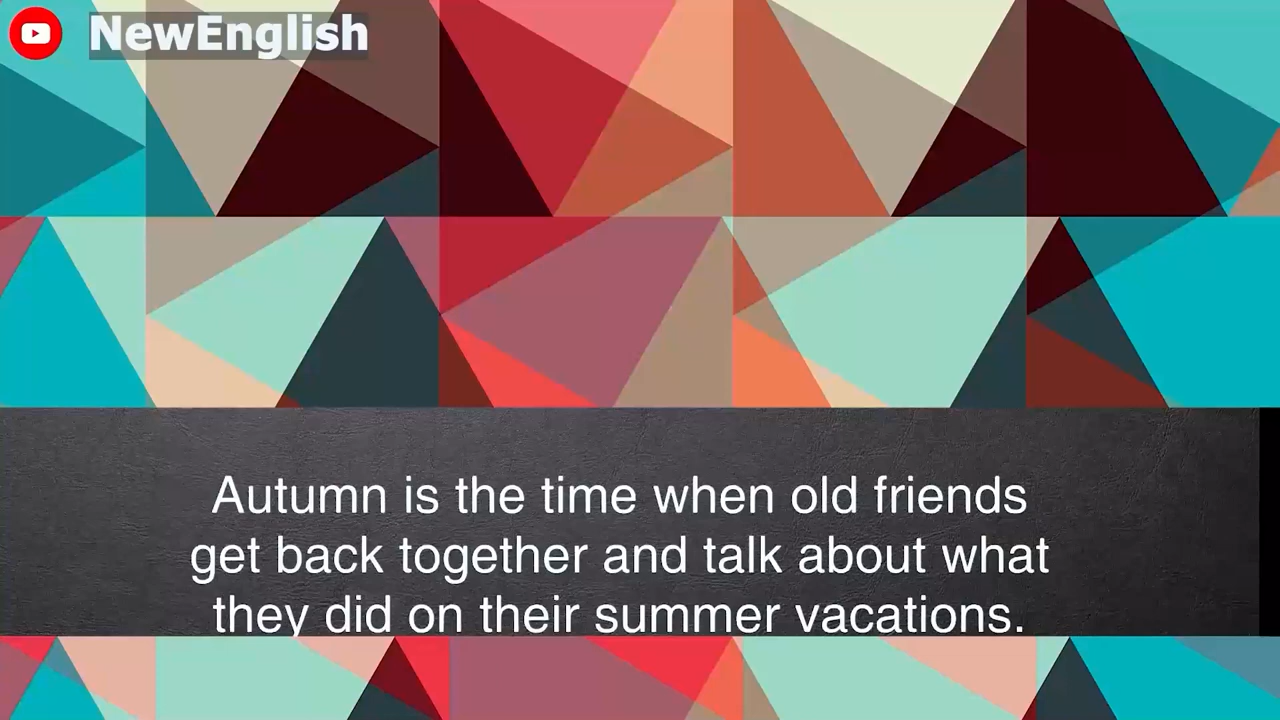 NewEnglish
Autumn is the time when old friends
get back together and talk about what
they did on their summer vacations.